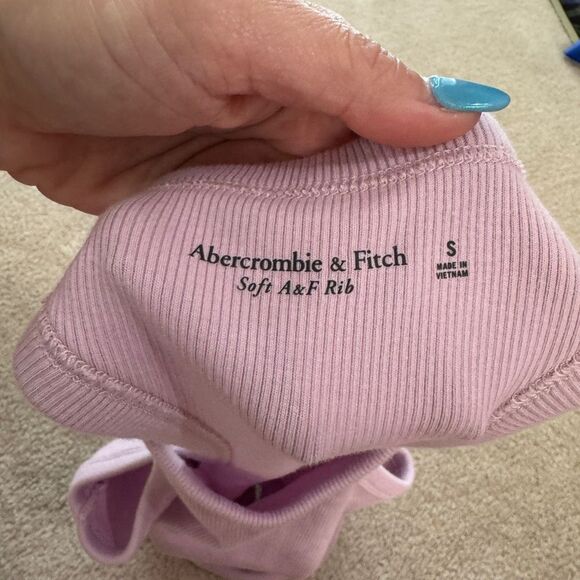 Abercrombie & Fitch
Soft A&F Rib
S
MADE IN
VIETNAM